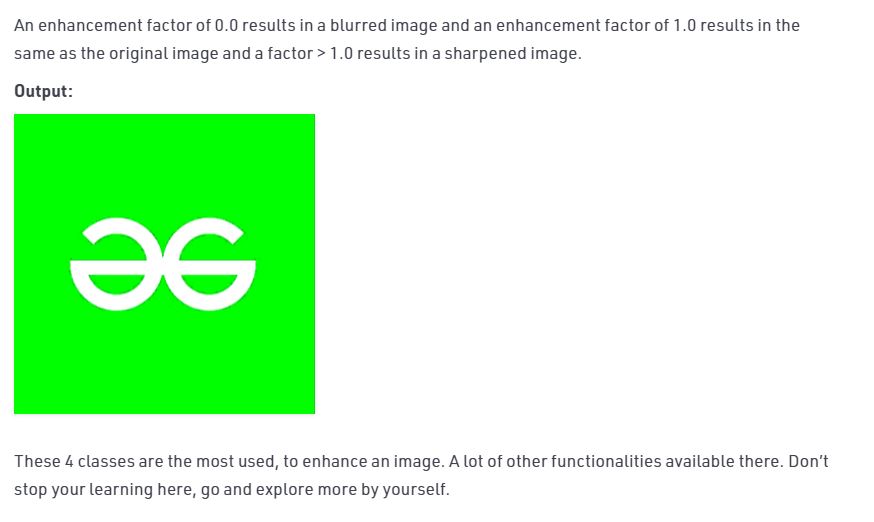 An enhancement factor of 0.0 results in a blurred image and an enhancement factor of 1.0 results in the
same as the original image and a factor > 1.0 results in a sharpened image.
Output:
These 4 classes are the most used, to enhance an image. A lot of other functionalities available there. Don’t
stop your learning here, go and explore more by yourself.